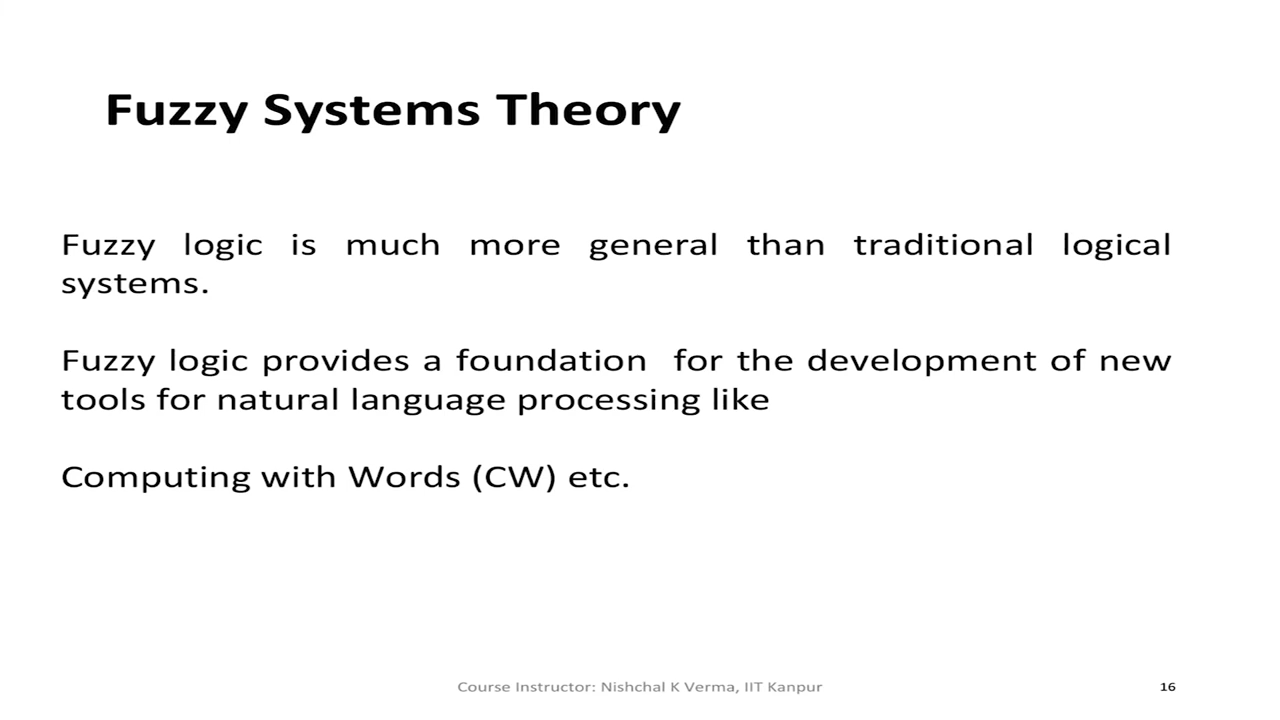 Fuzzy Systems Theory
Fuzzy logic is much more general than traditional logical
systems.
Fuzzy logic provides a foundation for the development of new
tools for natural language processing like
Computing with Words (CW) etc.
Course Instructor: Nishchal K Verma, IIT Kanpur
16